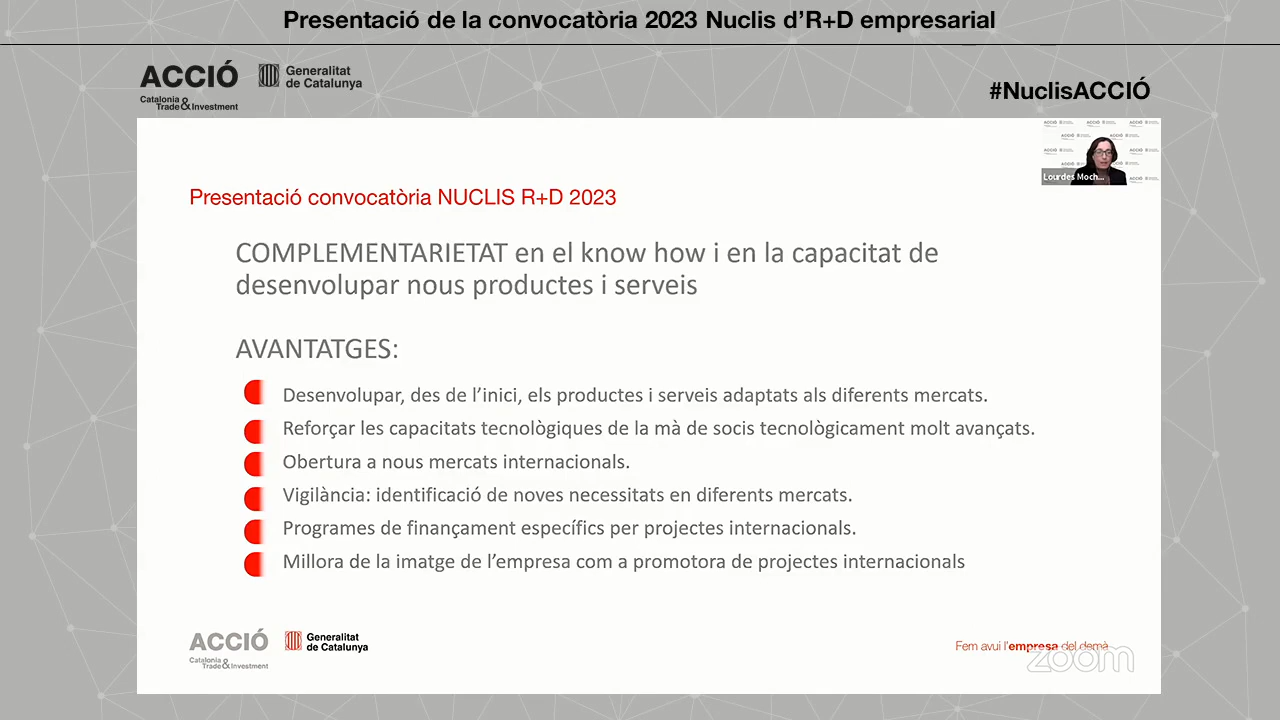 Presentació de la convocatòria 2023 Nuclis d'R+D empresarial
ACCIÓ
Catalonia
Trade & Investment
Generalitat
de Catalunya
#NuclisACCIÓ
Lourdes Moch...
Presentació convocatòria NUCLIS R+D 2023
COMPLEMENTARIETAT en el know how i en la capacitat de
desenvolupar nous productes i serveis
AVANTATGES:
Desenvolupar, des de l'inici, els productes i serveis adaptats als diferents mercats.
Reforçar les capacitats tecnològiques de la mà de socis tecnològicament molt avançats.
Obertura a nous mercats internacionals.
Vigilància: identificació de noves necessitats en diferents mercats.
Programes de finançament específics per projectes internacionals.
Millora de la imatge de l'empresa com a promotora de projectes internacionals
ACCIÓ
Catalonia
Trade & Investment
Generalitat
de Catalunya
Fem avui l'empresa del demà
zoom